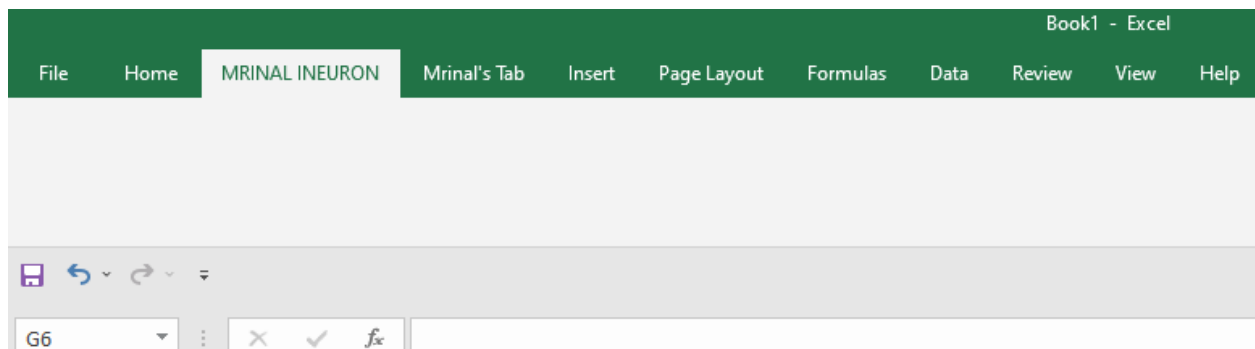 Book1 - Excel
File Home MRINAL INEURON Mrinal's Tab Insert Page Layout Formulas Data Review View Help
G6 fx